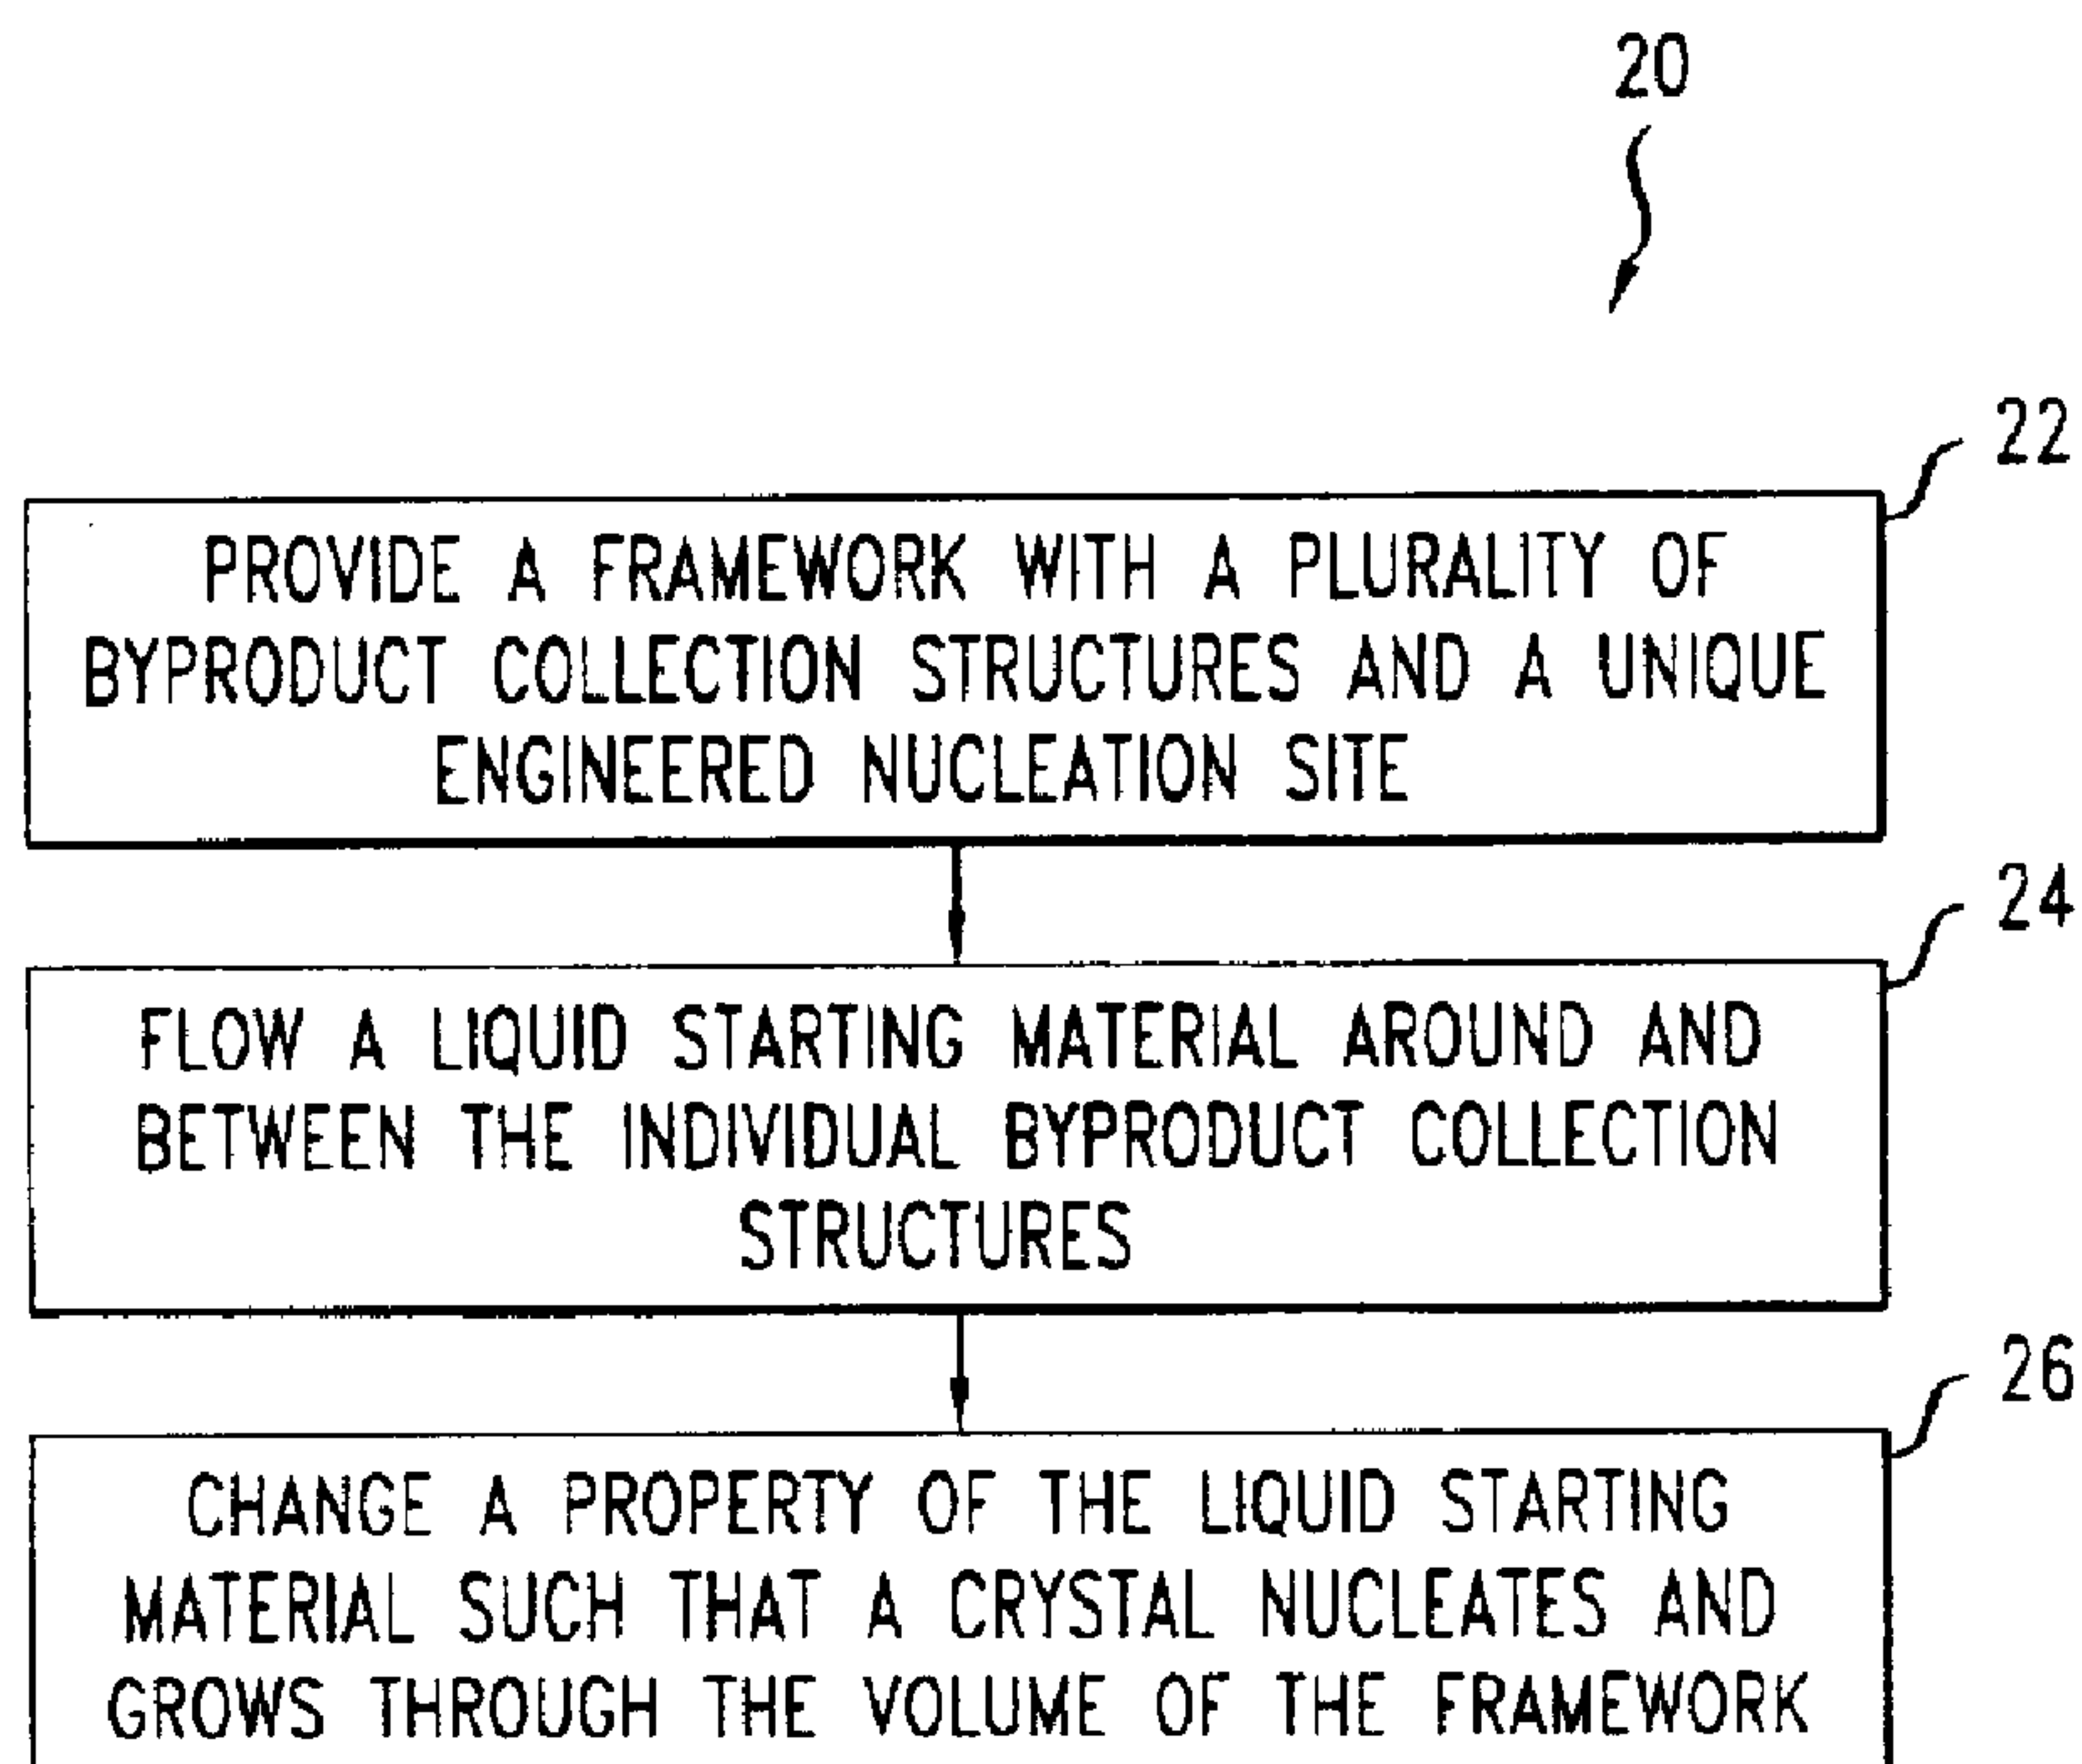 20
22
PROVIDE A FRAMEWORK WITH A PLURALITY OF
BYPRODUCT COLLECTION STRUCTURES AND A UNIQUE
ENGINEERED NUCLEATION SITE
24
FLOW A LIQUID STARTING MATERIAL AROUND AND
BETWEEN THE INDIVIDUAL BYPRODUCT COLLECTION
STRUCTURES
26
CHANGE A PROPERTY OF THE LIQUID STARTING
MATERIAL SUCH THAT A CRYSTAL NUCLEATES AND
GROWS THROUGH THE VOLUME OF THE FRAMEWORK